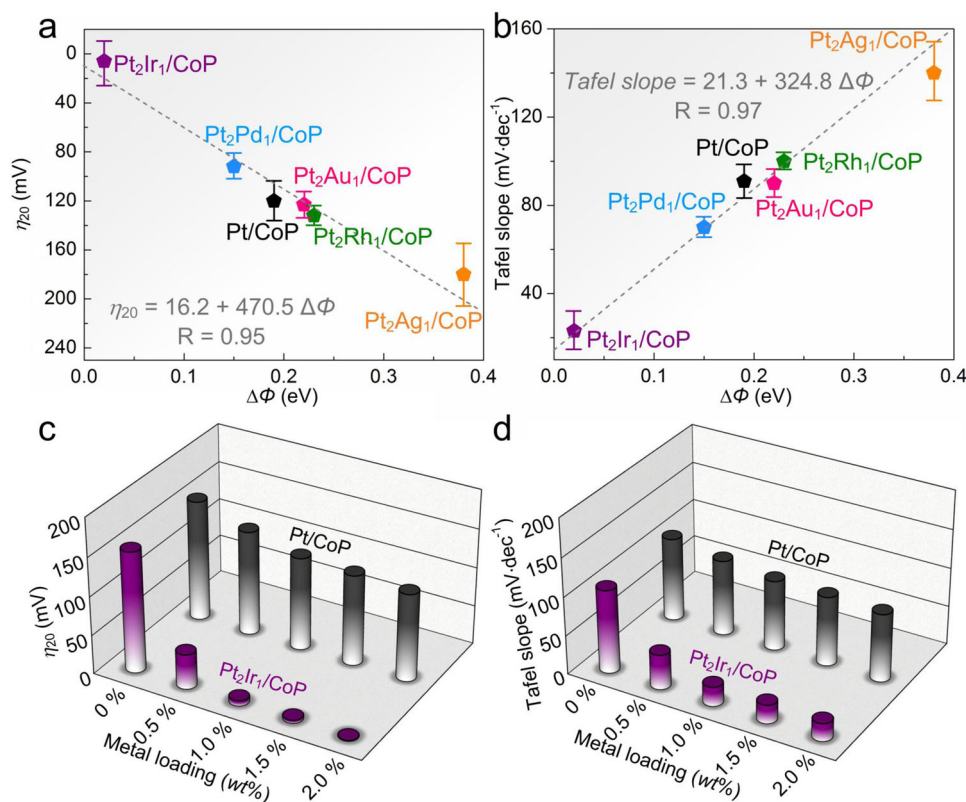 a
0
40
80
120
160
200
240
η20 (mV)
Pt2Ir1/CoP
Pt2Pd1/CoP
Pt2Au1/CoP
Pt/CoP
Pt2Rh1/CoP
Pt2Ag1/CoP
η20 = 16.2 + 470.5 ΔΦ
R = 0.95
0.0 0.1 0.2 0.3 0.4
ΔΦ (eV)
b
160
120
80
40
Tafel slope (mV·dec⁻¹)
Pt2Ag1/CoP
Tafel slope = 21.3 + 324.8 ΔΦ
R = 0.97
Pt/CoP
Pt2Rh1/CoP
Pt2Pd1/CoP
Pt2Au1/CoP
Pt2Ir1/CoP
0.0 0.1 0.2 0.3 0.4
ΔΦ (eV)
c
200
150
100
50
0
η20 (mV)
Pt/CoP
Pt2Ir1/CoP
0 %
0.5 %
1.0 %
1.5 %
2.0 %
Metal loading (wt%)
d
200
150
100
50
0
Tafel slope (mV·dec⁻¹)
Pt/CoP
Pt2Ir1/CoP
0 %
0.5 %
1.0 %
1.5 %
2.0 %
Metal loading (wt%)